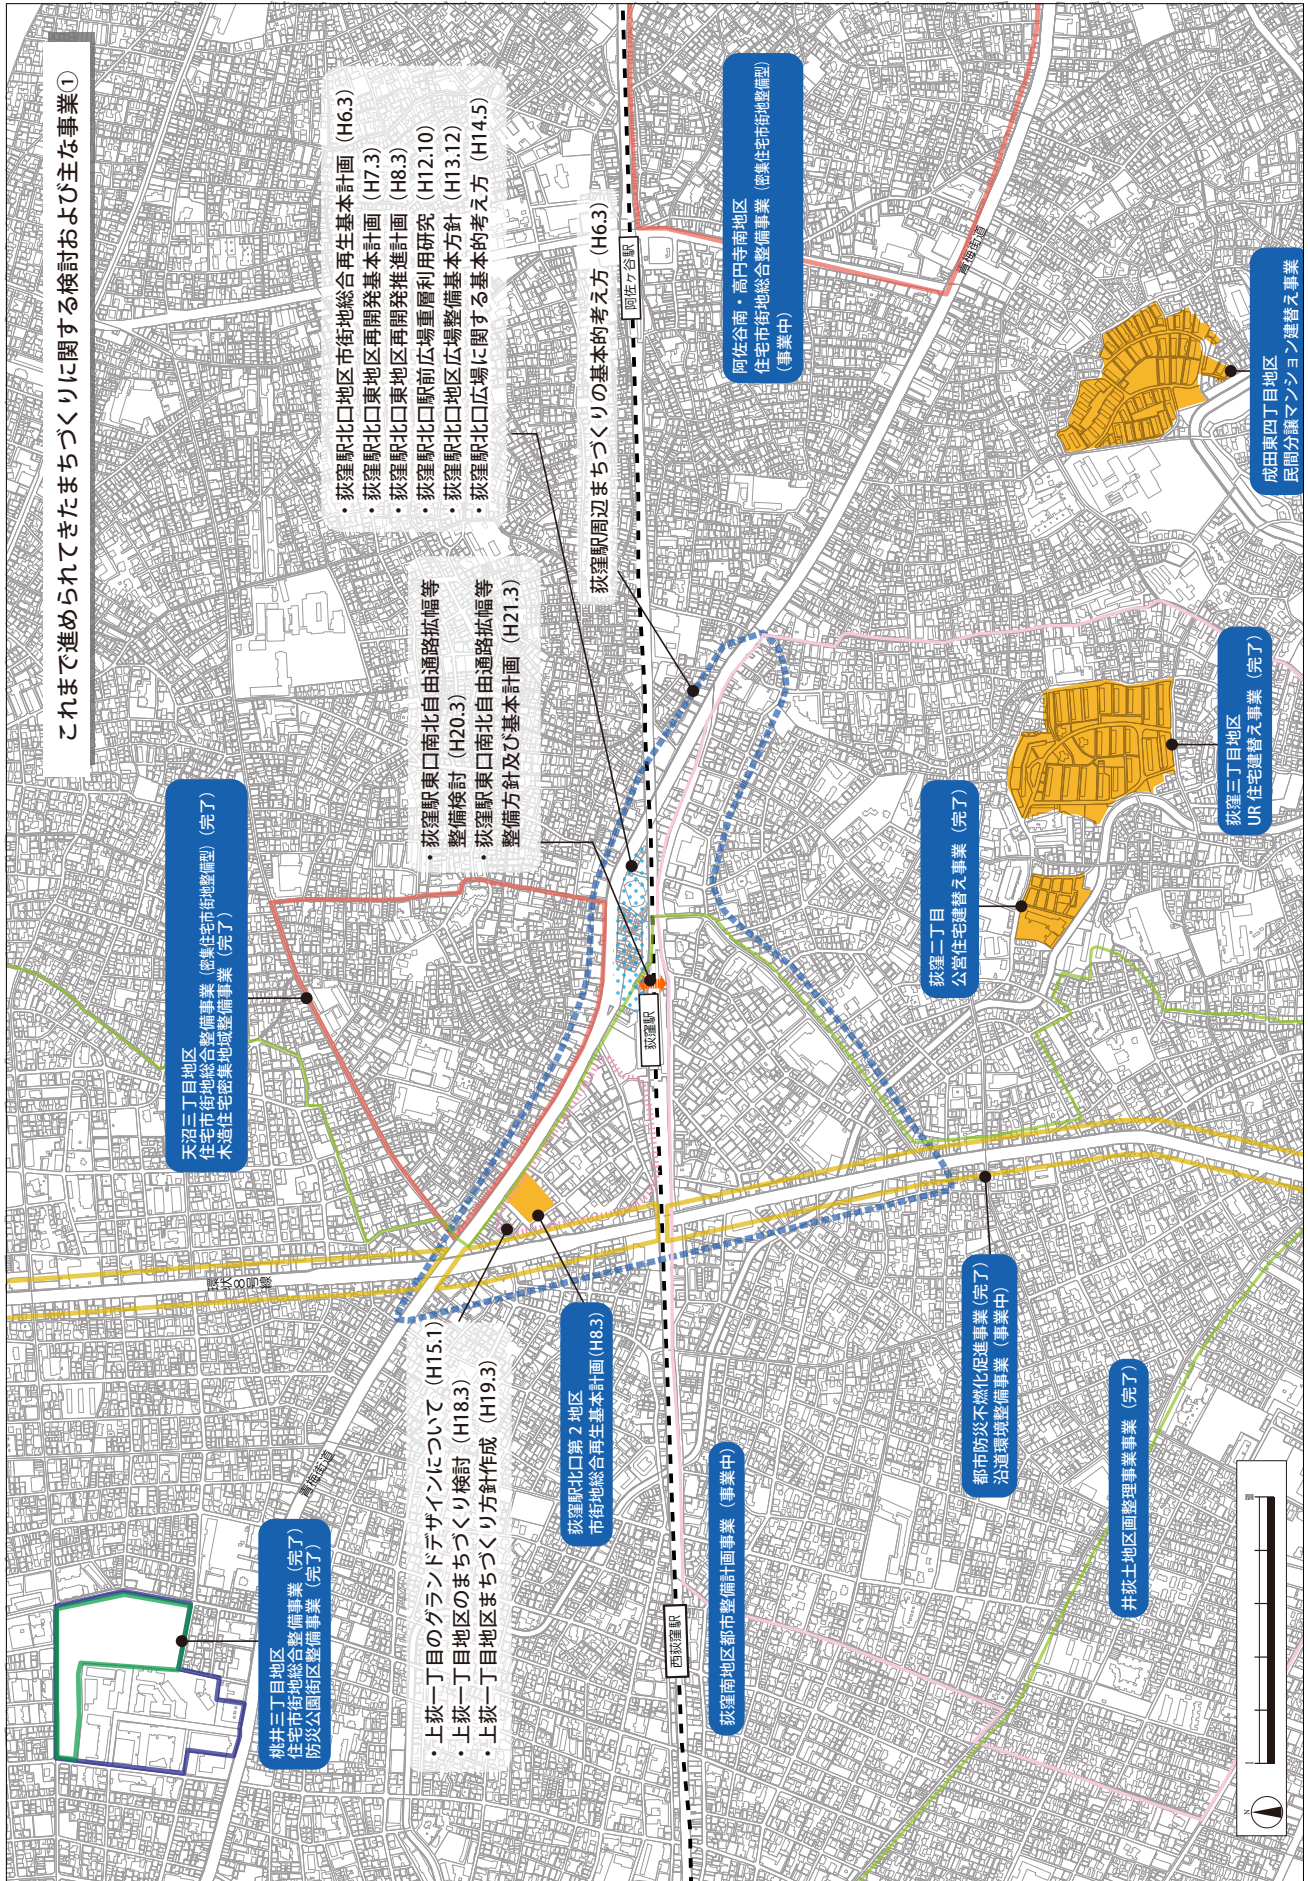 これまで進められてきたまちづくりに関する検討および主な事業①
・荻窪駅北口地区市街地総合再生基本計画（H6.3）
・荻窪駅北口東地区再開発基本計画（H7.3）
・荻窪駅北口東地区再開発推進計画（H8.3）
・荻窪駅北口駅前広場重層利用研究（H12.10）
・荻窪駅北口地区広場整備基本方針（H13.12）
・荻窪駅北口広場に関する基本的考え方（H14.5）
荻窪駅周辺まちづくりの基本的考え方（H6.3）
・荻窪駅東口南北自由通路拡幅等
整備検討（H20.3）
・荻窪駅東口南北自由通路拡幅等
整備方針及び基本計画（H21.3）
天沼三丁目地区
住宅市街地総合整備事業（密集住宅市街地整備型）（完了）
木造住宅密集地域整備事業（完了）
阿佐谷南・高円寺南地区
住宅市街地総合整備事業（密集住宅市街地整備型）
（事業中）
成田東四丁目地区
民間分譲マンション建替え事業
荻窪三丁目地区
UR 住宅建替え事業（完了）
荻窪二丁目
公営住宅建替え事業（完了）
桃井三丁目地区
住宅市街地総合整備事業（完了）
防災公園街区整備事業（完了）
・上荻一丁目のグランドデザインについて（H15.1）
・上荻一丁目地区のまちづくり検討（H18.3）
・上荻一丁目地区まちづくり方針作成（H19.3）
荻窪駅北口第 2 地区
市街地総合再生基本計画（H8.3）
荻窪南地区都市整備計画事業（事業中）
都市防災不燃化促進事業（完了）
沿道環境整備事業（事業中）
井荻土地区画整理事業事業（完了）
阿佐ヶ谷駅
荻窪駅
西荻窪駅
青梅街道
青梅街道
環状8号線
N